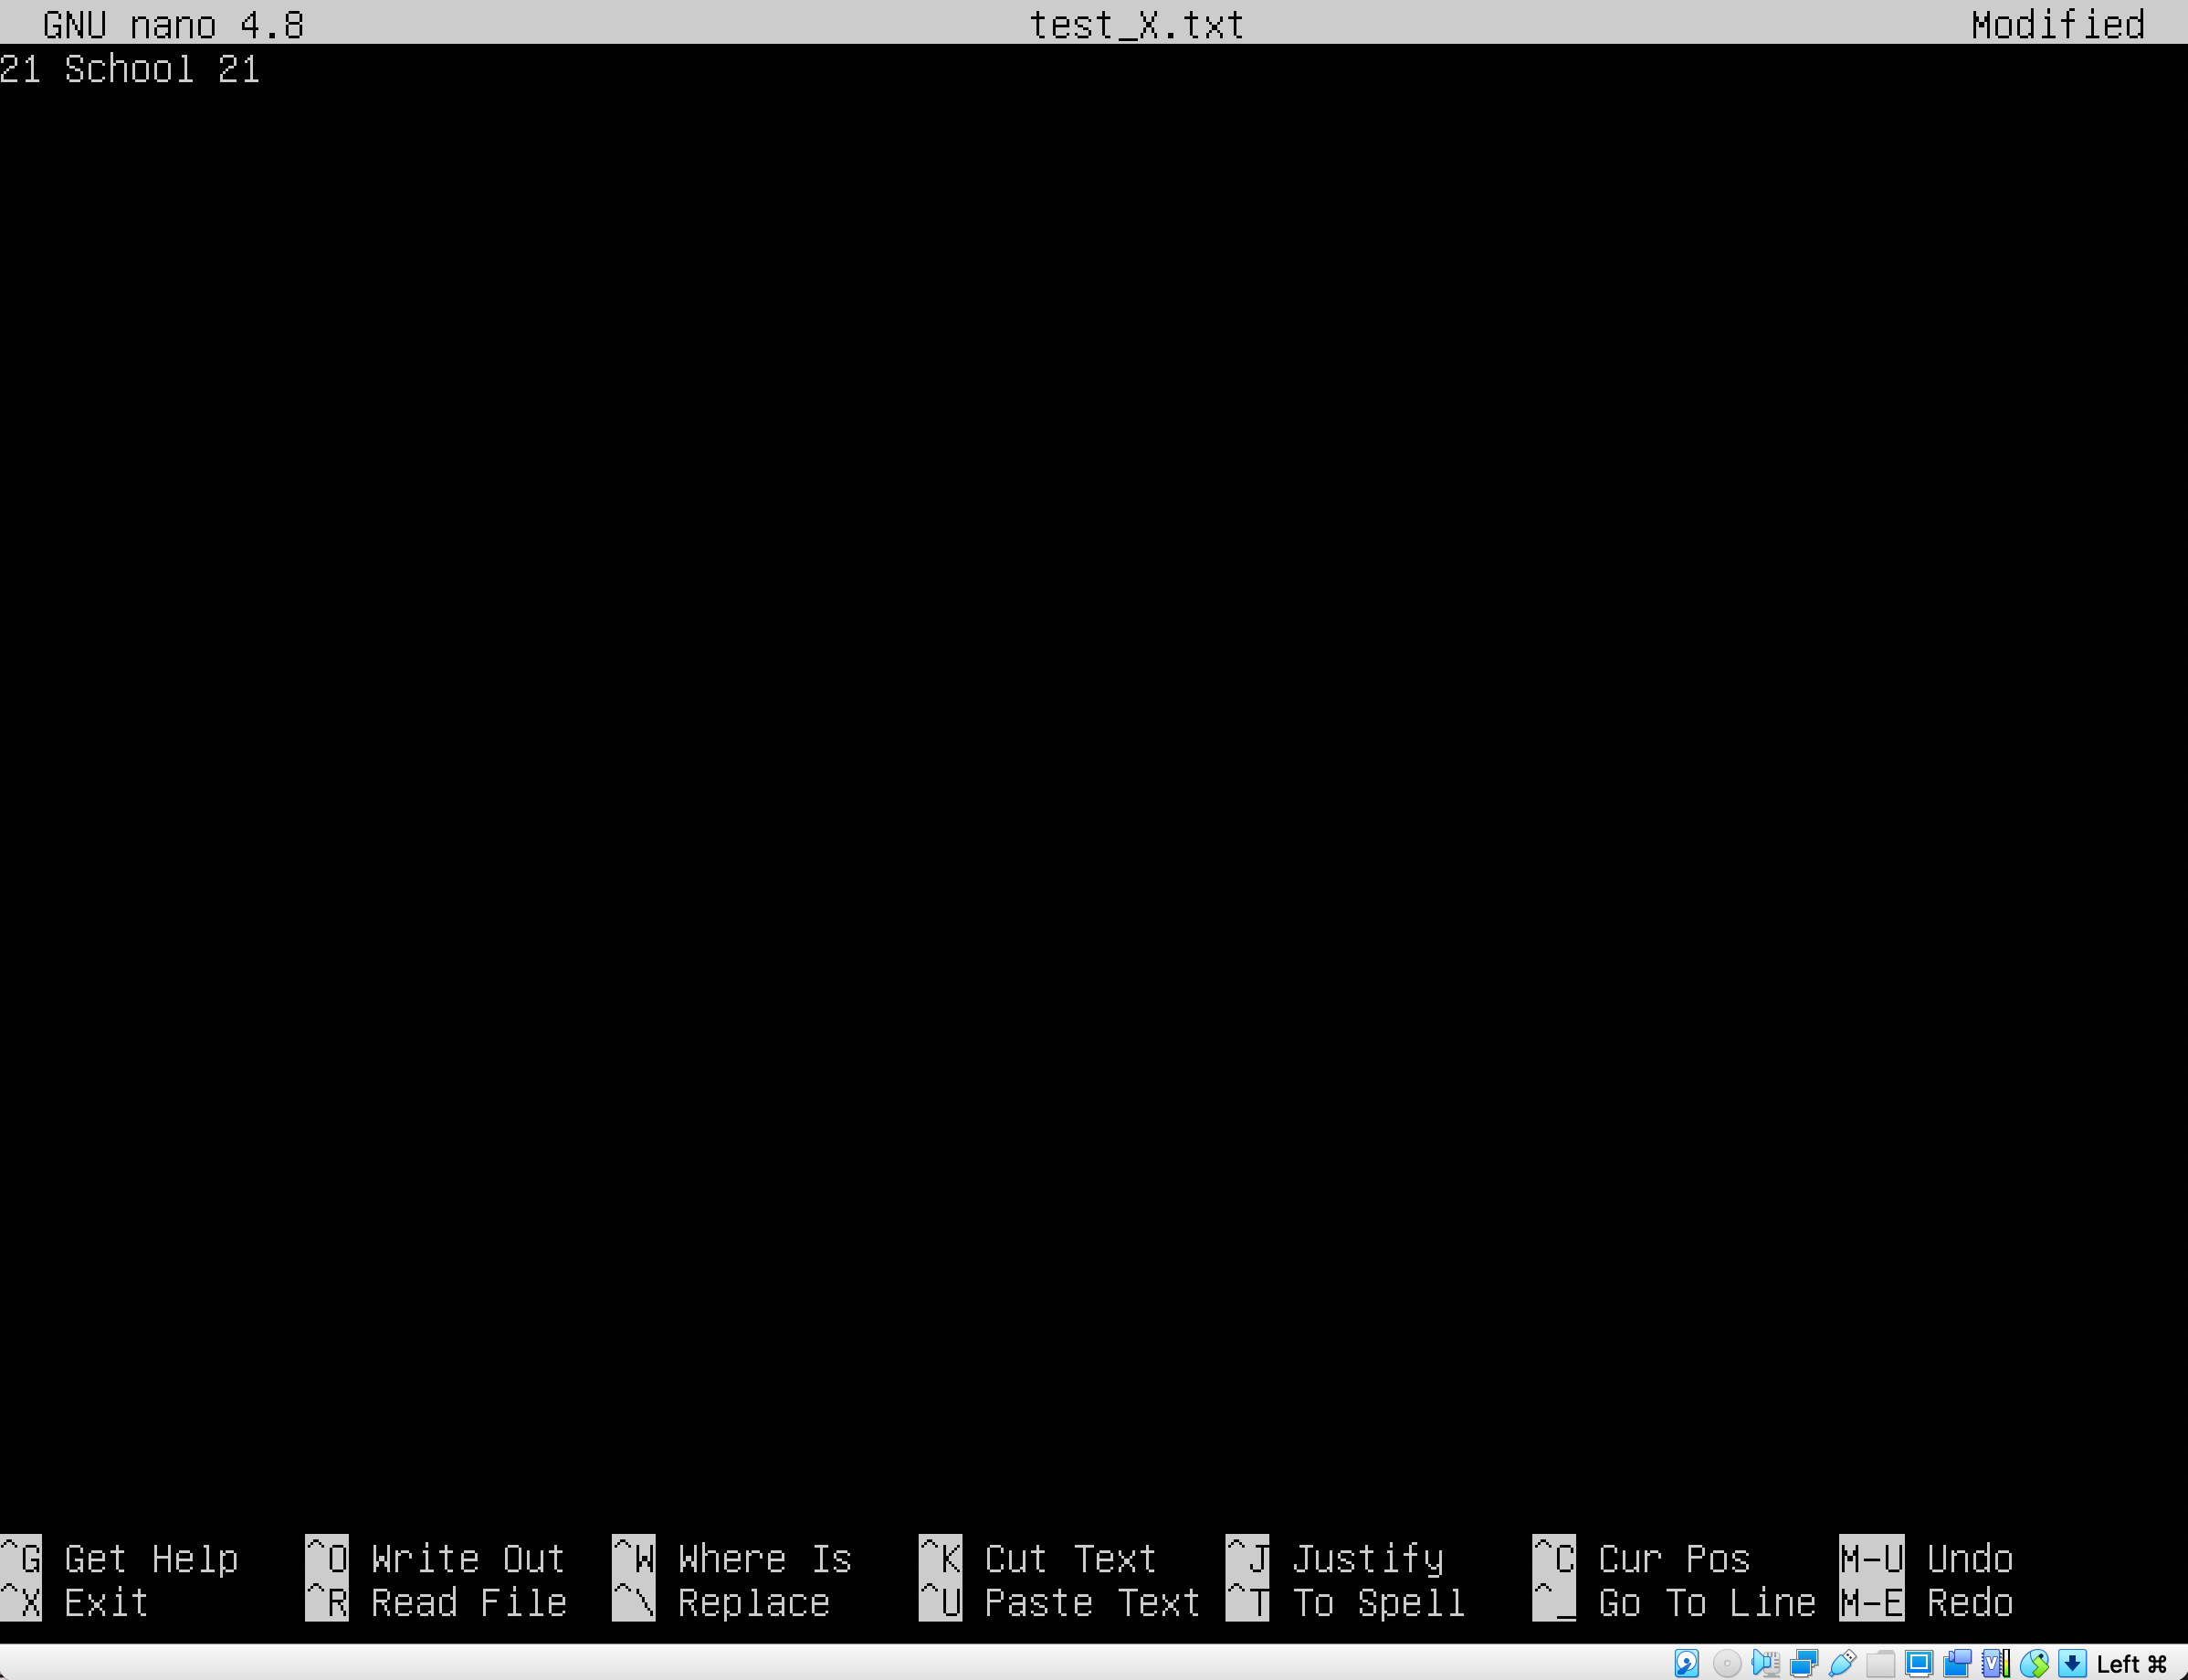 GNU nano 4.8 test_X.txt Modified
21 School 21
^G Get Help ^O Write Out ^W Where Is ^K Cut Text ^J Justify ^C Cur Pos M-U Undo
^X Exit ^R Read File ^\ Replace ^U Paste Text ^T To Spell ^_ Go To Line M-E Redo
Left ⌘